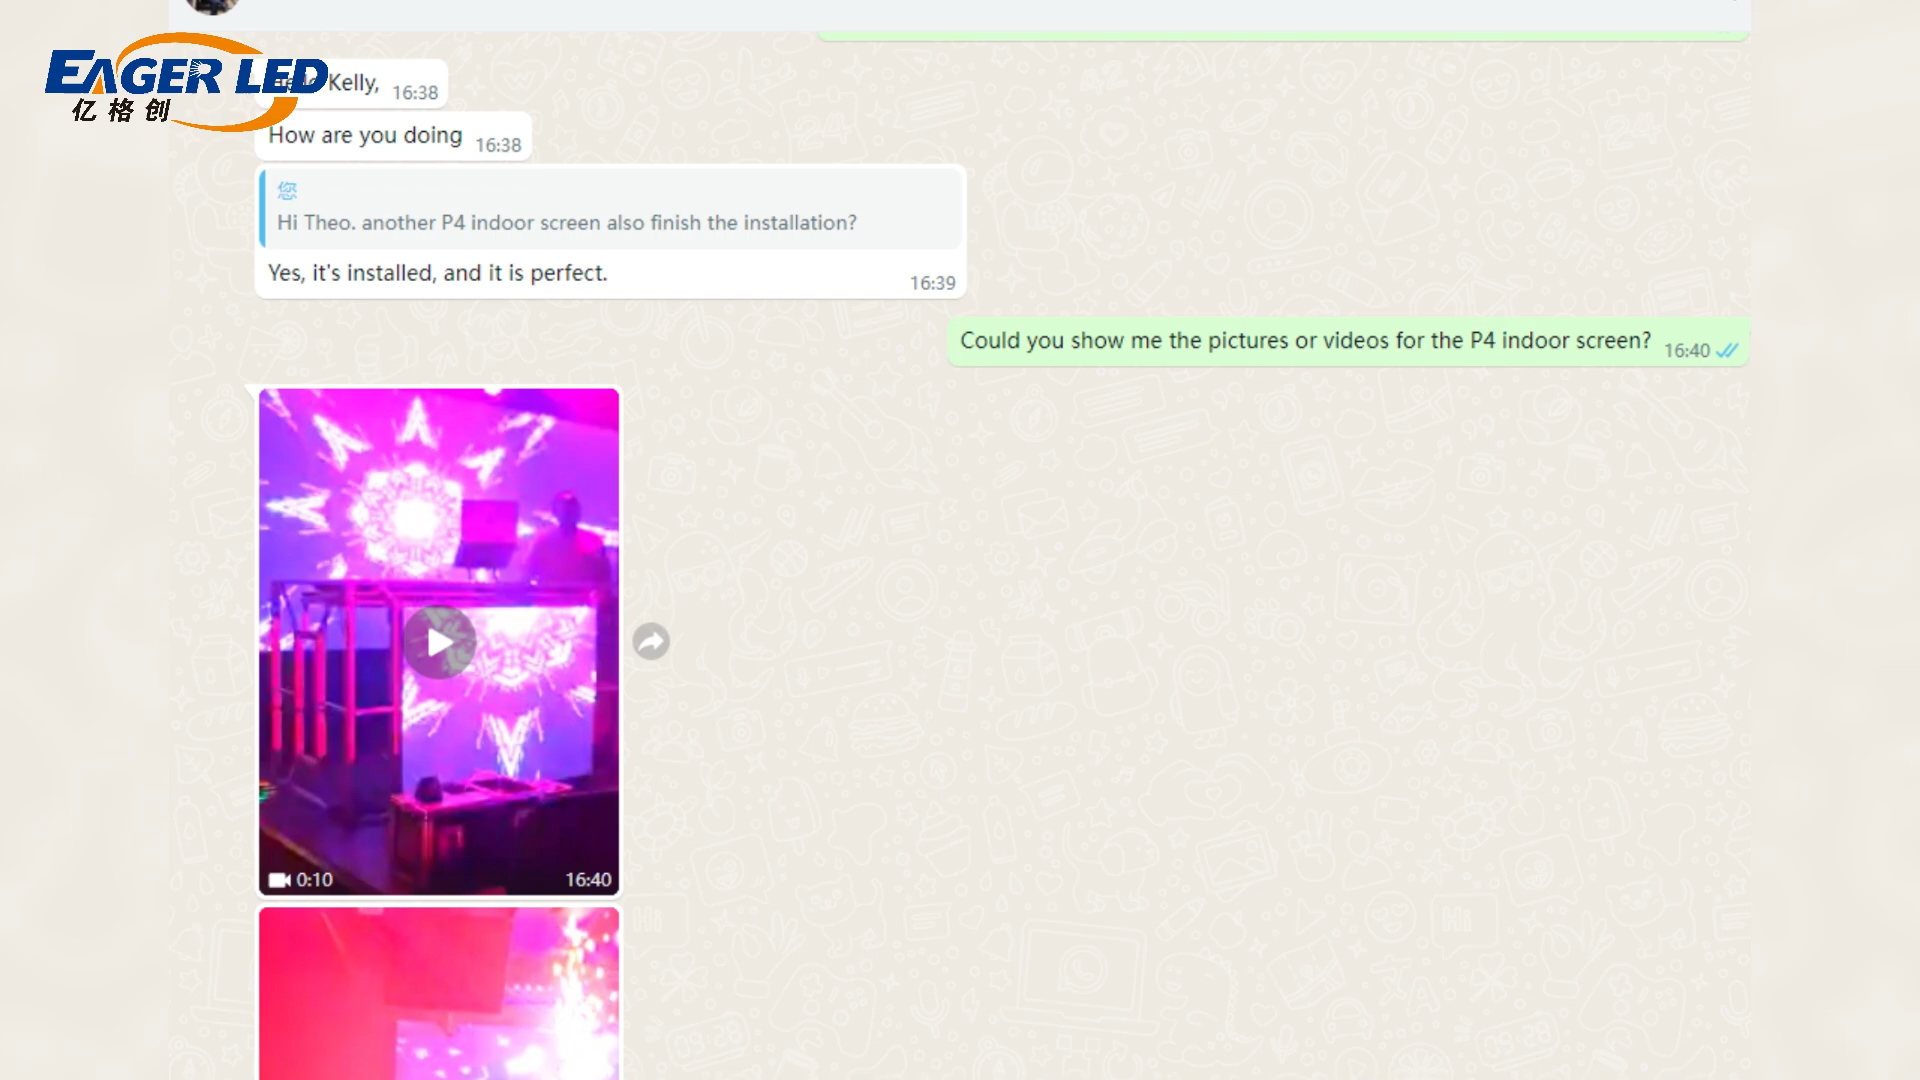 EAGER LED
亿格创
Kelly,
16:38
How are you doing
16:38
您
Hi Theo. another P4 indoor screen also finish the installation?
Yes, it's installed, and it is perfect.
16:39
Could you show me the pictures or videos for the P4 indoor screen?
16:40
0:10
16:40